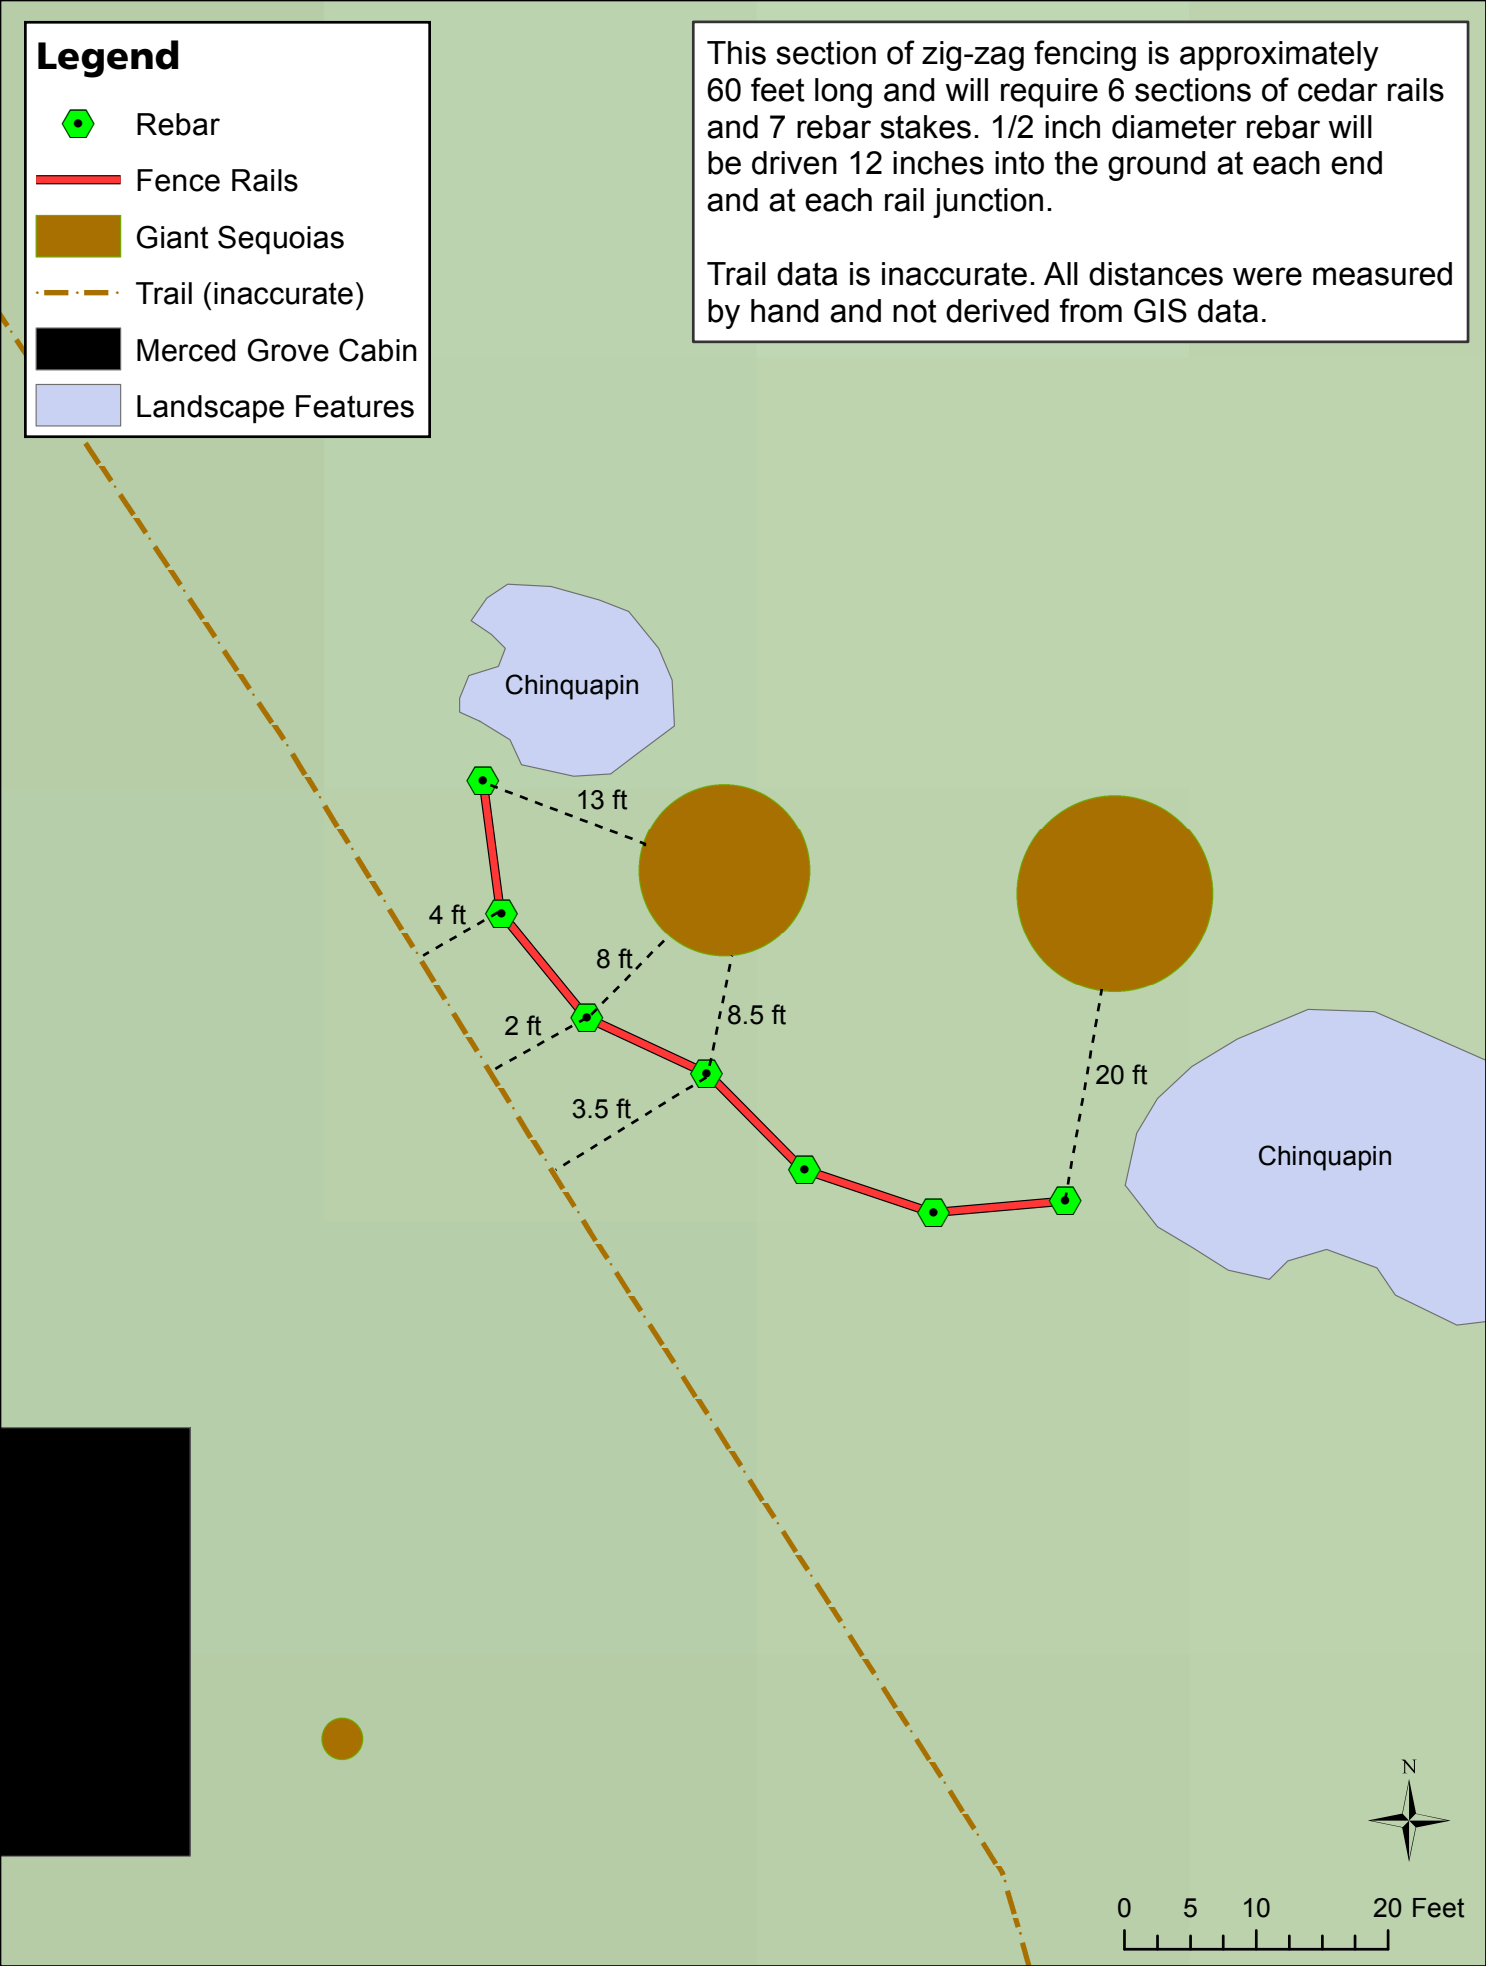 Legend
Rebar
Fence Rails
Giant Sequoias
Trail (inaccurate)
Merced Grove Cabin
Landscape Features
This section of zig-zag fencing is approximately
60 feet long and will require 6 sections of cedar rails
and 7 rebar stakes. 1/2 inch diameter rebar will
be driven 12 inches into the ground at each end
and at each rail junction.
Trail data is inaccurate. All distances were measured
by hand and not derived from GIS data.
Chinquapin
13 ft
4 ft
8 ft
2 ft
8.5 ft
20 ft
3.5 ft
Chinquapin
N
0 5 10 20 Feet